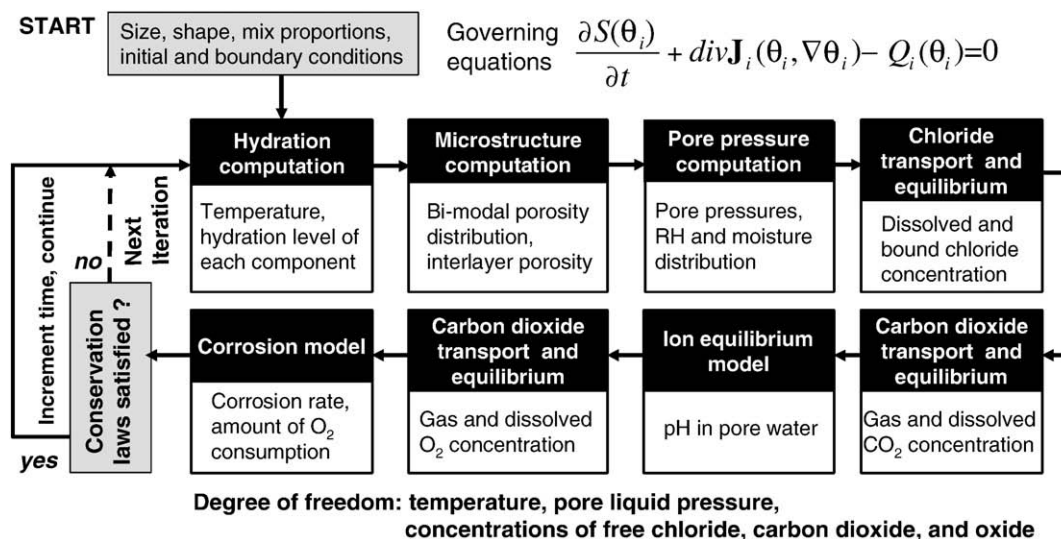 START
Size, shape, mix proportions,
initial and boundary conditions
Governing
equations
∂S(θᵢ)/∂t + divJᵢ(θᵢ,∇θᵢ)− Qᵢ(θᵢ)=0
Hydration
computation
Temperature,
hydration level of
each component
Microstructure
computation
Bi-modal porosity
distribution,
interlayer porosity
Pore pressure
computation
Pore pressures,
RH and moisture
distribution
Chloride
transport and
equilibrium
Dissolved and
bound chloride
concentration
Carbon dioxide
transport and
equilibrium
Gas and dissolved
CO₂ concentration
Ion equilibrium
model
pH in pore water
Carbon dioxide
transport and
equilibrium
Gas and dissolved
O₂ concentration
Corrosion model
Corrosion rate,
amount of O₂
consumption
Conservation
laws satisfied ?
no
Next
Iteration
yes
Increment time, continue
Degree of freedom: temperature, pore liquid pressure,
concentrations of free chloride, carbon dioxide, and oxide